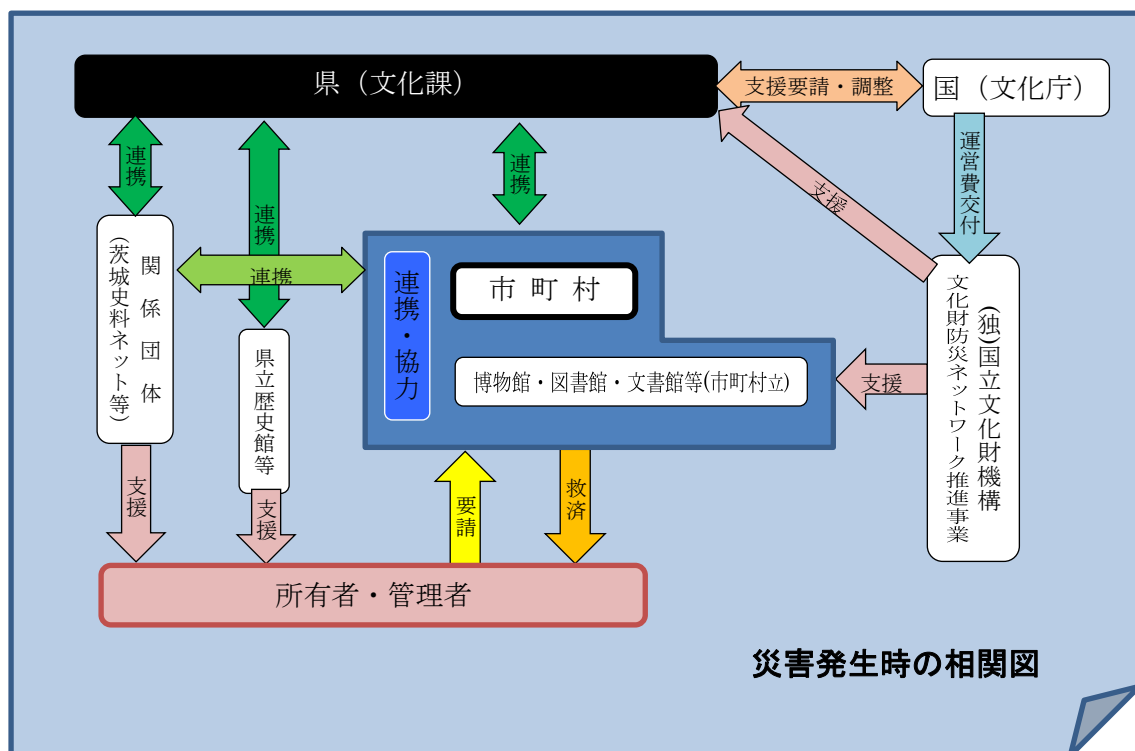 県（文化課）
支援要請・調整
国（文化庁）
連携
連携
連携
支援
運営費交付
関係団体
(茨城史料ネット等)
連携
県立歴史館等
連携・協力
市町村
博物館・図書館・文書館等(市町村立)
支援
(独)国立文化財機構
文化財防災ネットワーク推進事業
支援
支援
要請
救済
所有者・管理者
災害発生時の相関図